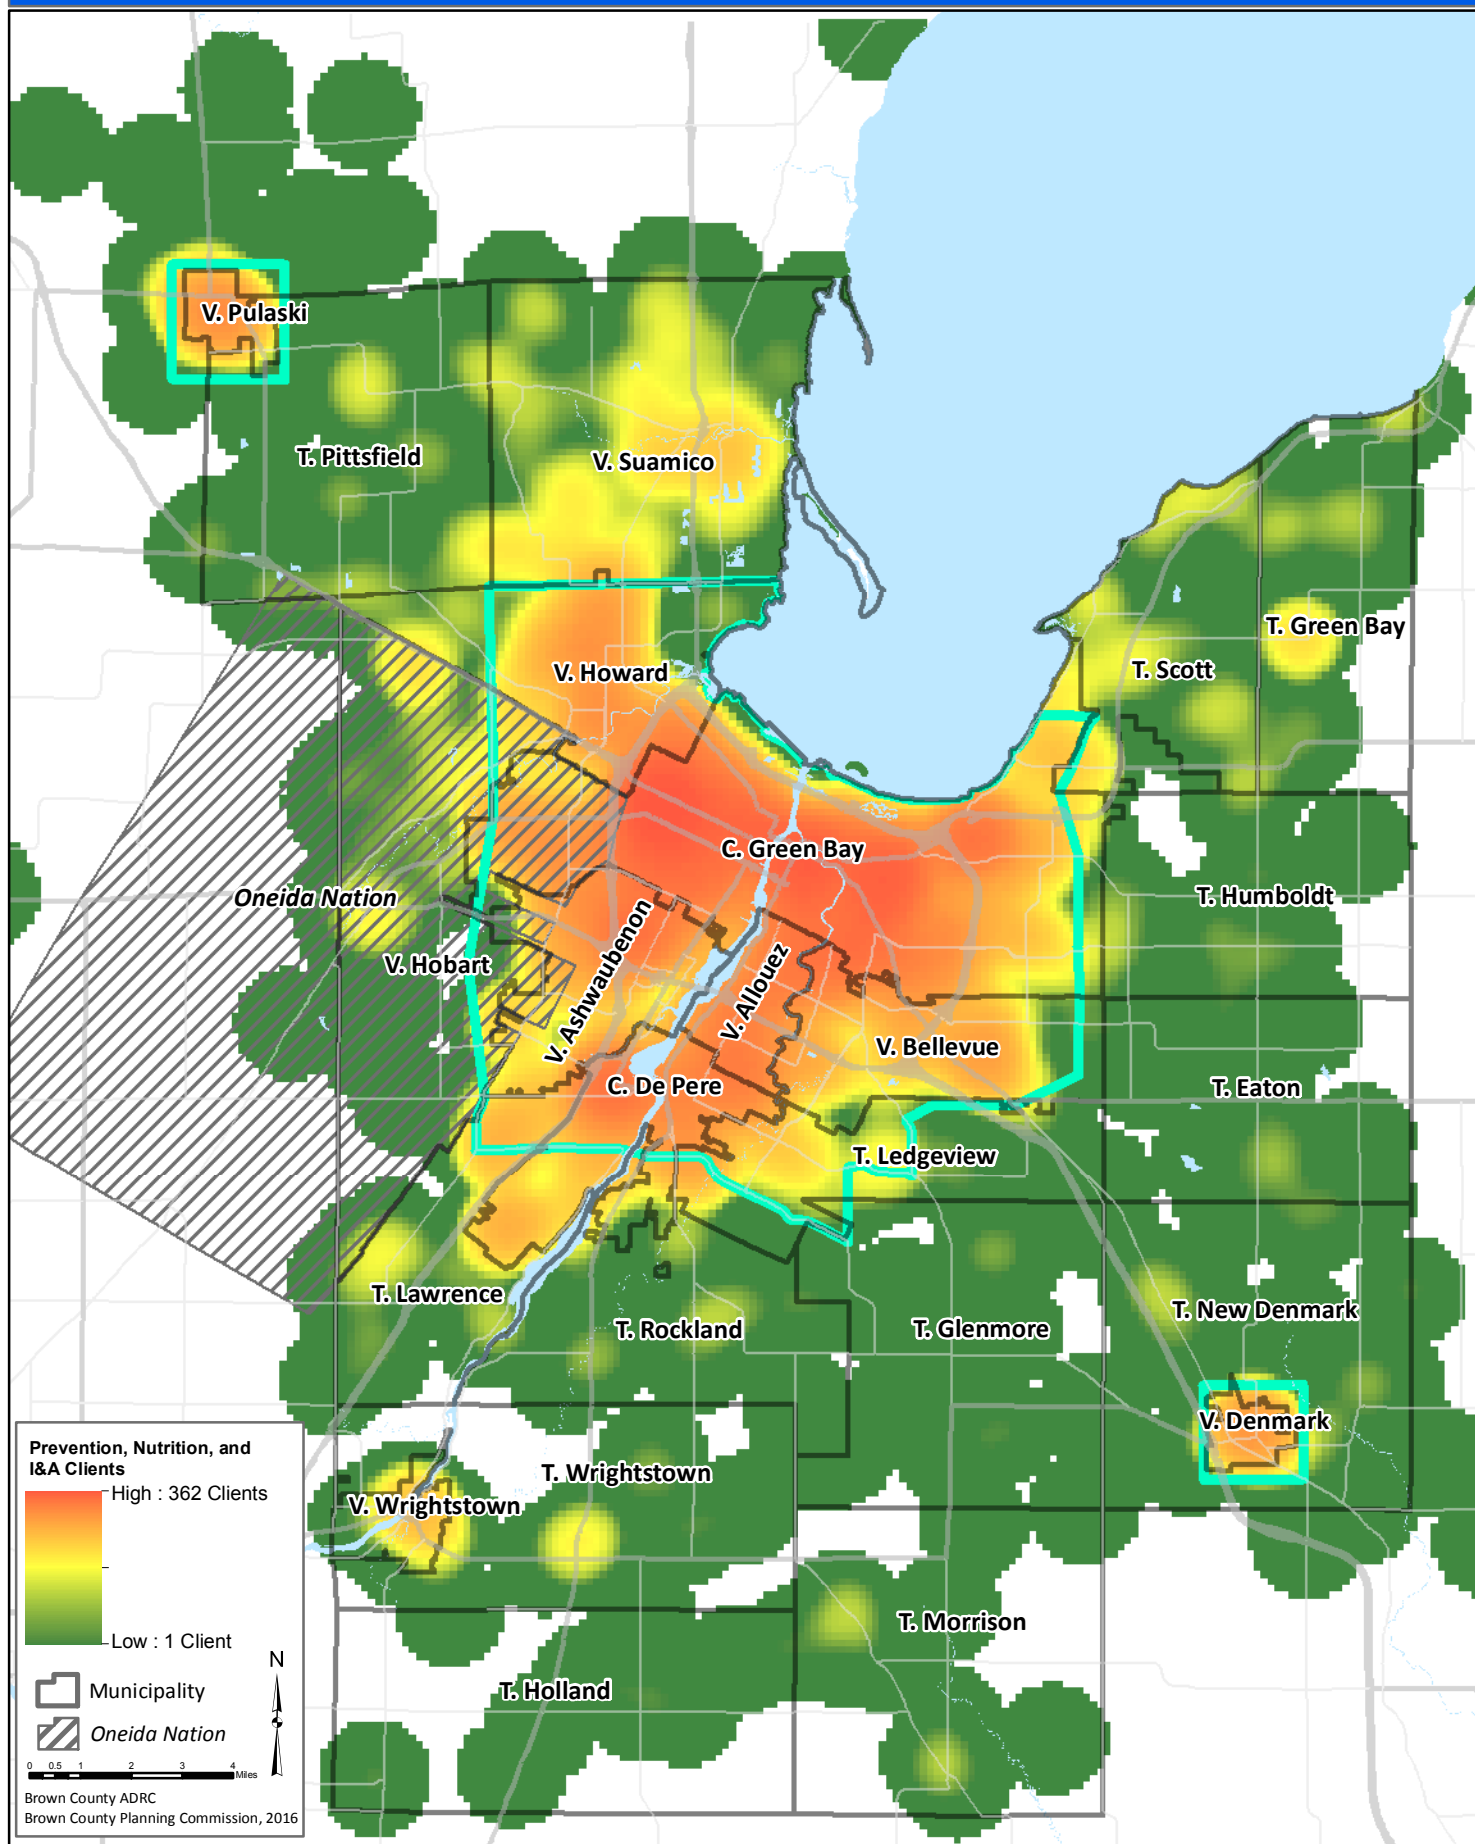 V. Pulaski
T. Pittsfield
V. Suamico
T. Green Bay
T. Scott
V. Howard
C. Green Bay
Oneida Nation
T. Humboldt
V. Ashwaubenon
V. Hobart
V. Allouez
V. Bellevue
C. De Pere
T. Eaton
T. Ledgeview
T. Lawrence
T. Rockland
T. Glenmore
T. New Denmark
V. Denmark
T. Wrightstown
V. Wrightstown
T. Morrison
T. Holland
Prevention, Nutrition, and
I&A Clients
High : 362 Clients
Low : 1 Client
N
Municipality
Oneida Nation
0 0.5 1 2 3 4
Miles
Brown County ADRC
Brown County Planning Commission, 2016